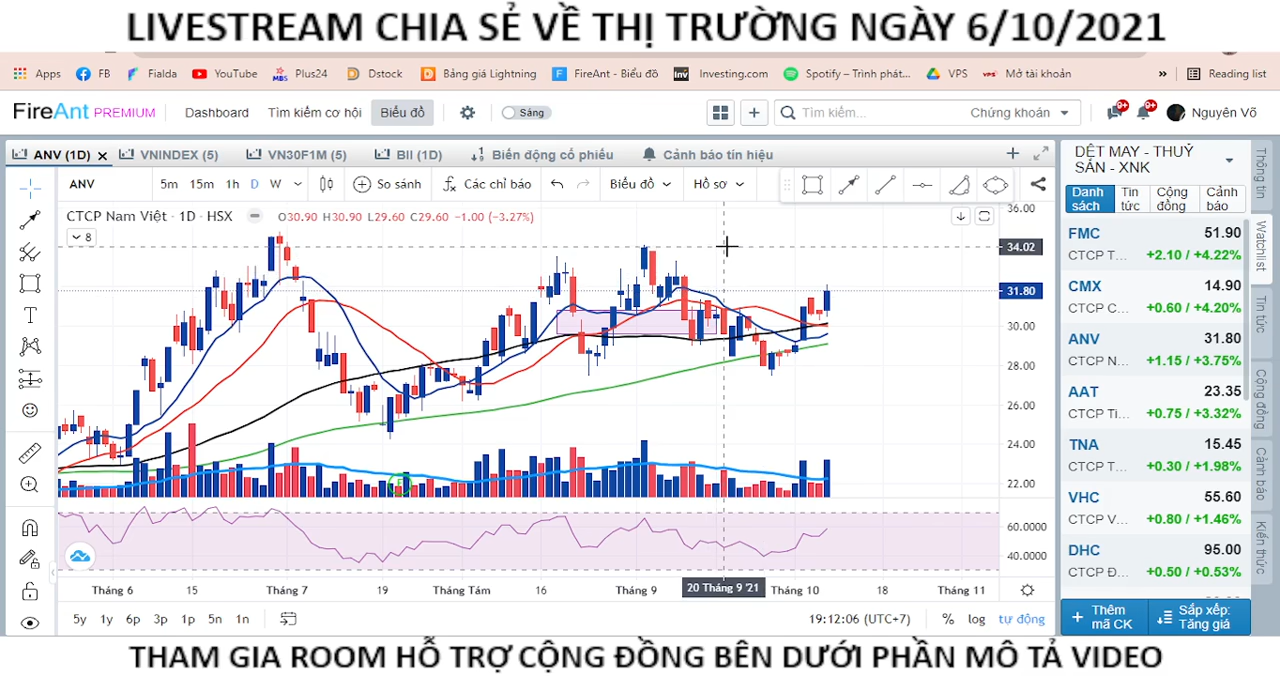 LIVESTREAM CHIA SẺ VỀ THỊ TRƯỜNG NGÀY 6/10/2021
Apps FB Fialda YouTube Plus24 Dstock Bảng giá Lightning FireAnt - Biểu đồ Investing.com Spotify – Trình phát... VPS Mở tài khoản » Reading list
FireAnt PREMIUM Dashboard Tìm kiếm cơ hội Biểu đồ Sáng Tìm kiếm... Chứng khoán 9+ 9+ Nguyên Võ
ANV (1D) VNINDEX (5) VN30F1M (5) BII (1D) Biến động cổ phiếu Cảnh báo tín hiệu
ANV 5m 15m 1h D W So sánh Các chỉ báo Biểu đồ Hồ sơ
CTCP Nam Việt · 1D · HSX O30.90 H30.90 L29.60 C29.60 −1.00 (−3.27%)
8
36.00
34.02
31.80
30.00
28.00
26.00
24.00
22.00
60.0000
40.0000
Tháng 6 15 Tháng 7 19 Tháng Tám 16 Tháng 9 20 Tháng 9 '21 Tháng 10 18 Tháng 11
5y 1y 6p 3p 1p 5n 1n 19:12:06 (UTC+7) % log tự động
DỆT MAY - THUỶ
SẢN - XNK
Danh sách Tin tức Cộng đồng Cảnh báo
FMC 51.90
CTCP T... +2.10 / +4.22%
CMX 14.90
CTCP C... +0.60 / +4.20%
ANV 31.80
CTCP N... +1.15 / +3.75%
AAT 23.35
CTCP Ti... +0.75 / +3.32%
TNA 15.45
CTCP T... +0.30 / +1.98%
VHC 55.60
CTCP V... +0.80 / +1.46%
DHC 95.00
CTCP Đ... +0.50 / +0.53%
Thêm mã CK Sắp xếp: Tăng giá
Thông tin
Watchlist
Tin tức
Cộng đồng
Cảnh báo
Kiến thức
THAM GIA ROOM HỖ TRỢ CỘNG ĐỒNG BÊN DƯỚI PHẦN MÔ TẢ VIDEO